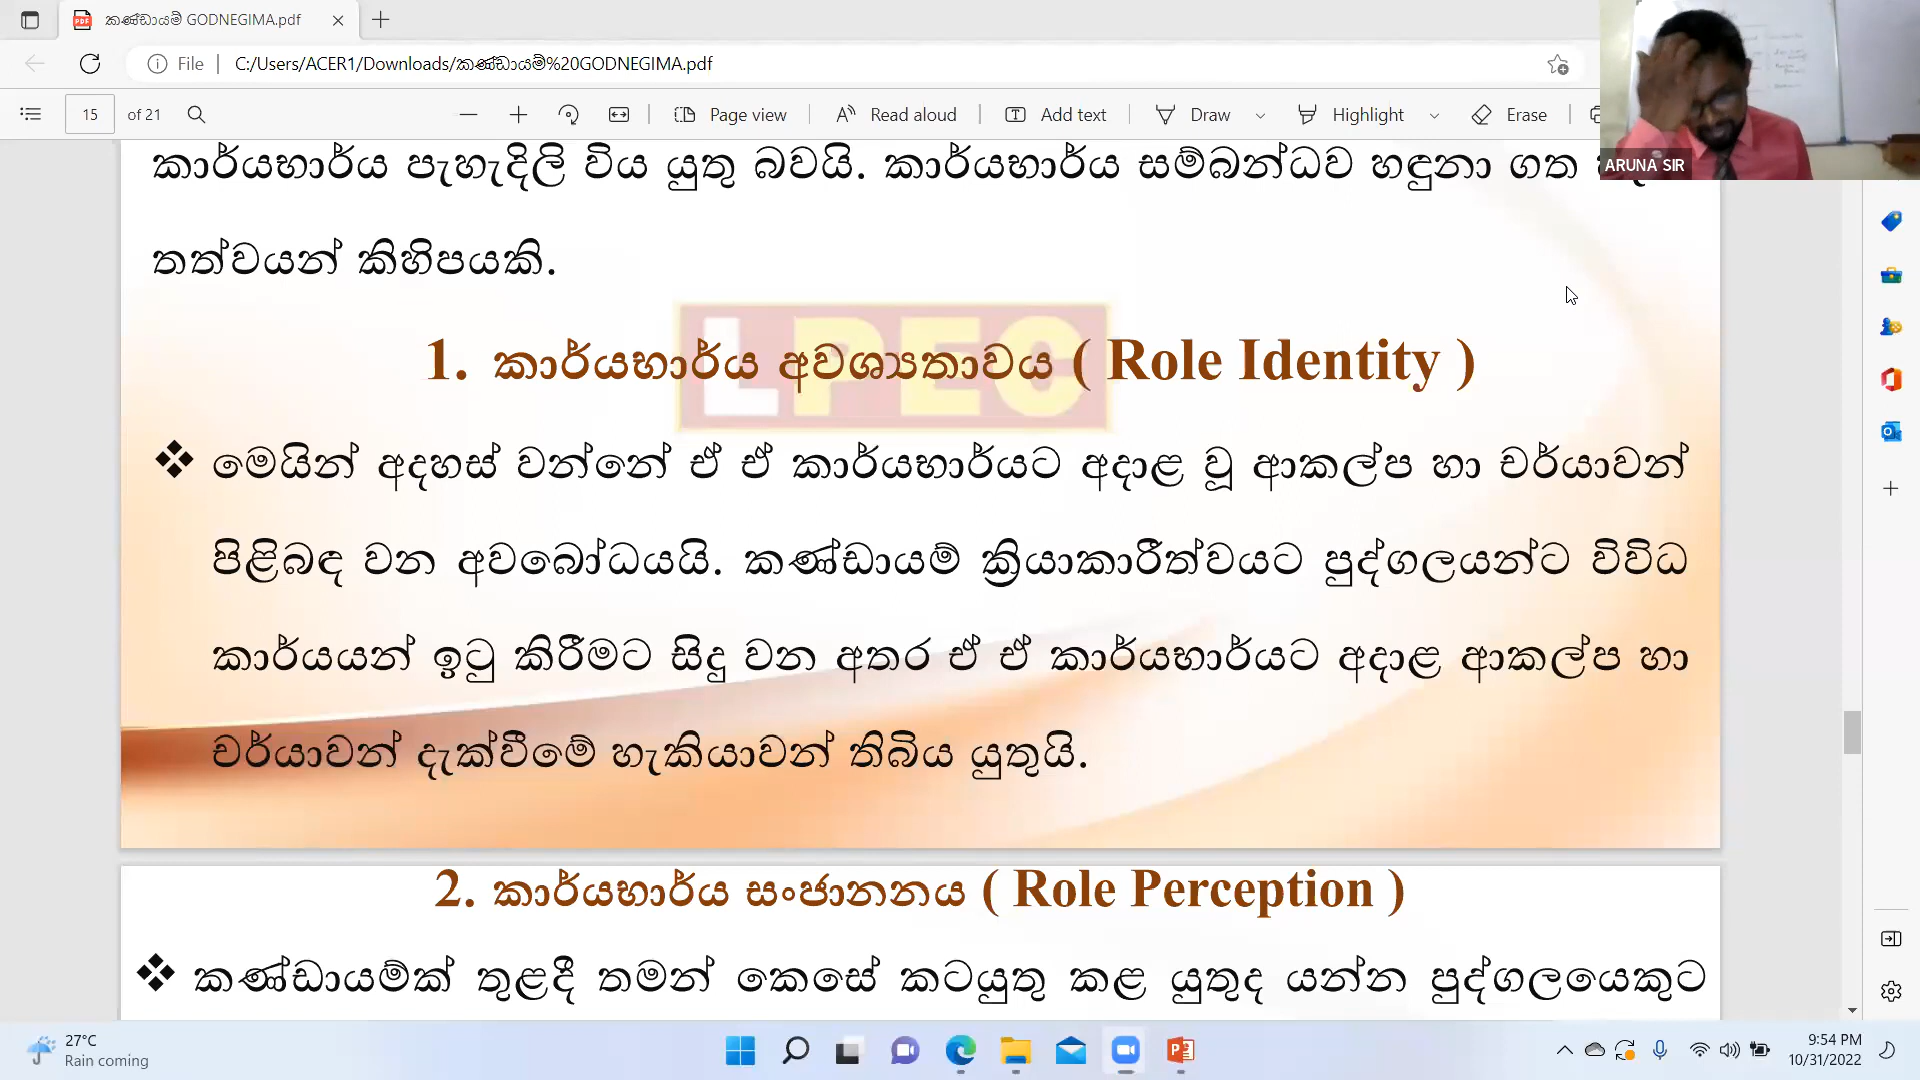 කණ්ඩායම් GODNEGIMA.pdf
File
C:/Users/ACER1/Downloads/කණ්ඩායම්%20GODNEGIMA.pdf
15 of 21
Page view
Read aloud
Add text
Draw
Highlight
Erase
ARUNA SIR
කාර්යභාර්ය පැහැදිලි විය යුතු බවයි. කාර්යභාර්ය සම්බන්ධව හඳුනා ගත
තත්වයන් කිහිපයකි.
LPEC
1. කාර්යභාර්ය අවශ්‍යතාවය ( Role Identity )
❖ මෙයින් අදහස් වන්නේ ඒ ඒ කාර්යභාර්යට අදාළ වූ ආකල්ප හා චර්යාවන්
පිළිබඳ වන අවබෝධයයි. කණ්ඩායම් ක්‍රියාකාරීත්වයට පුද්ගලයන්ට විවිධ
කාර්යයන් ඉටු කිරීමට සිදු වන අතර ඒ ඒ කාර්යභාර්යට අදාළ ආකල්ප හා
චර්යාවන් දැක්වීමේ හැකියාවන් තිබිය යුතුයි.
2. කාර්යභාර්ය සංජානනය ( Role Perception )
❖ කණ්ඩායමක් තුළදී තමන් කෙසේ කටයුතු කළ යුතුද යන්න පුද්ගලයෙකුට
27°C
Rain coming
9:54 PM
10/31/2022